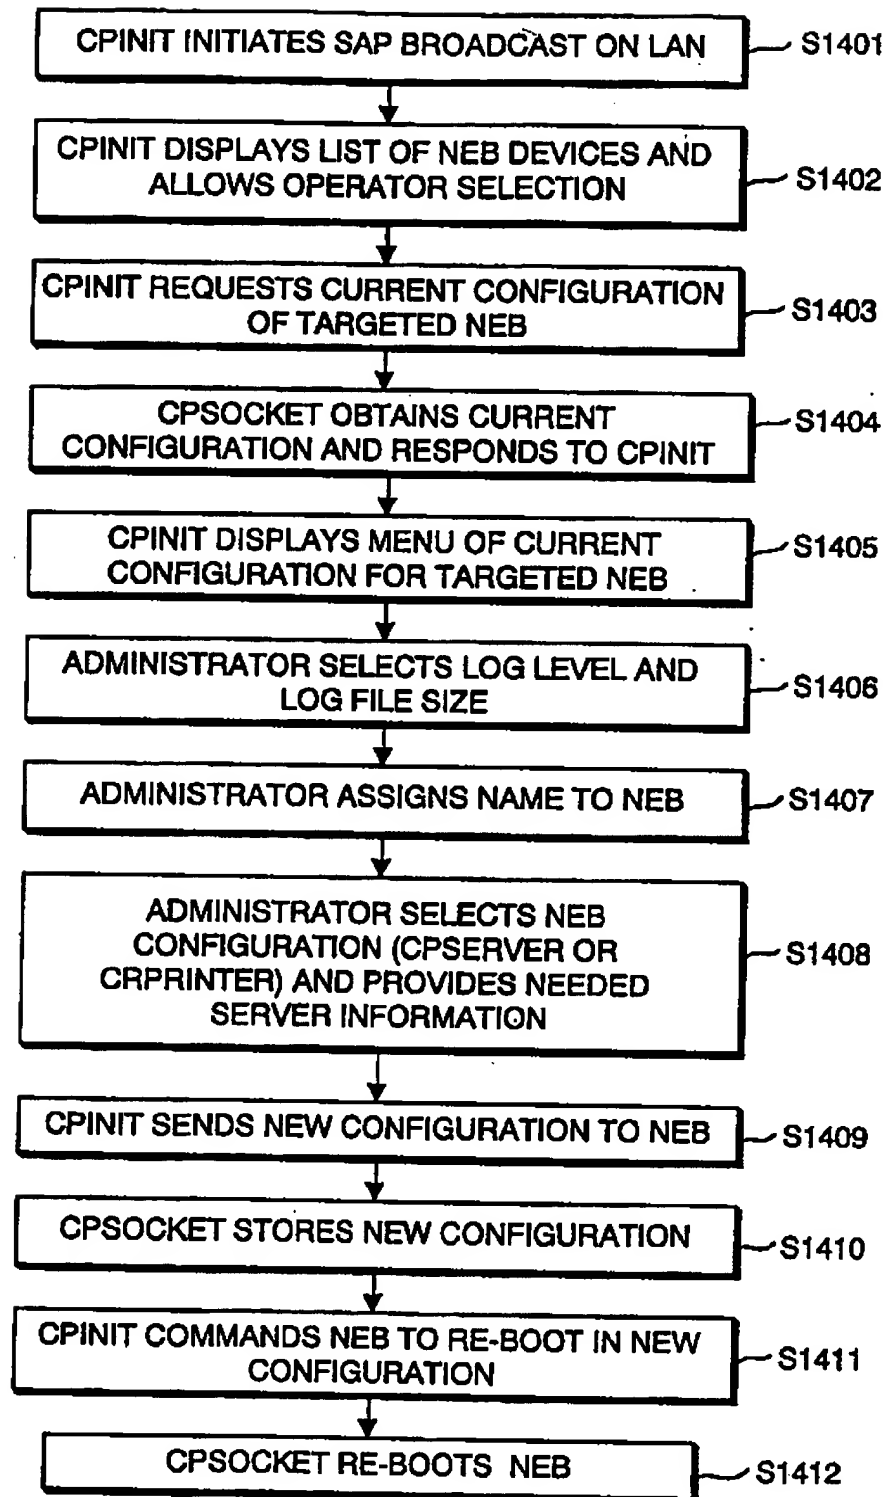 CPINIT INITIATES SAP BROADCAST ON LAN
S1401
CPINIT DISPLAYS LIST OF NEB DEVICES AND
ALLOWS OPERATOR SELECTION
S1402
CPINIT REQUESTS CURRENT CONFIGURATION
OF TARGETED NEB
S1403
CPSOCKET OBTAINS CURRENT
CONFIGURATION AND RESPONDS TO CPINIT
S1404
CPINIT DISPLAYS MENU OF CURRENT
CONFIGURATION FOR TARGETED NEB
S1405
ADMINISTRATOR SELECTS LOG LEVEL AND
LOG FILE SIZE
S1406
ADMINISTRATOR ASSIGNS NAME TO NEB
S1407
ADMINISTRATOR SELECTS NEB
CONFIGURATION (CPSERVER OR
CRPRINTER) AND PROVIDES NEEDED
SERVER INFORMATION
S1408
CPINIT SENDS NEW CONFIGURATION TO NEB
S1409
CPSOCKET STORES NEW CONFIGURATION
S1410
CPINIT COMMANDS NEB TO RE-BOOT IN NEW
CONFIGURATION
S1411
CPSOCKET RE-BOOTS NEB
S1412